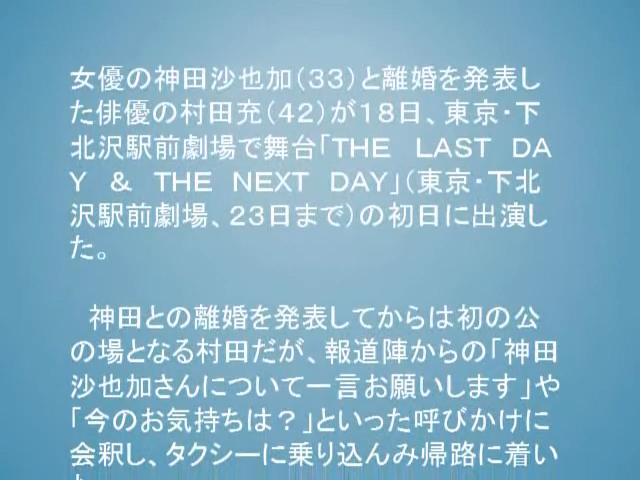 女優の神田沙也加（３３）と離婚を発表し
た俳優の村田充（４２）が１８日、東京・下
北沢駅前劇場で舞台「ＴＨＥ　ＬＡＳＴ　ＤＡ
Ｙ　＆　ＴＨＥ　ＮＥＸＴ　ＤＡＹ」（東京・下北
沢駅前劇場、２３日まで）の初日に出演し
た。
　神田との離婚を発表してからは初の公
の場となる村田だが、報道陣からの「神田
沙也加さんについて一言お願いします」や
「今のお気持ちは？」といった呼びかけに
会釈し、タクシーに乗り込んみ帰路に着い